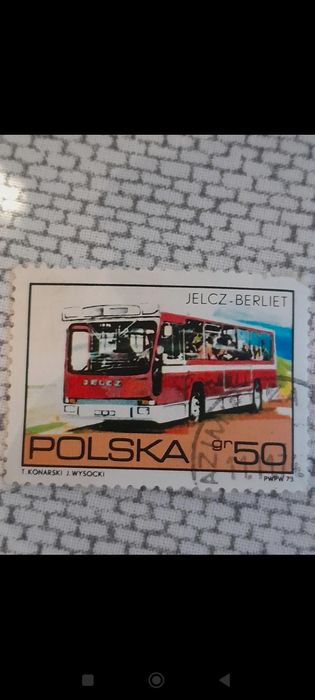 JELCZ-BERLIET
JELCZ
POLSKA gr 50
T. KONARSKI J. WYSOCKI
PWPW 73